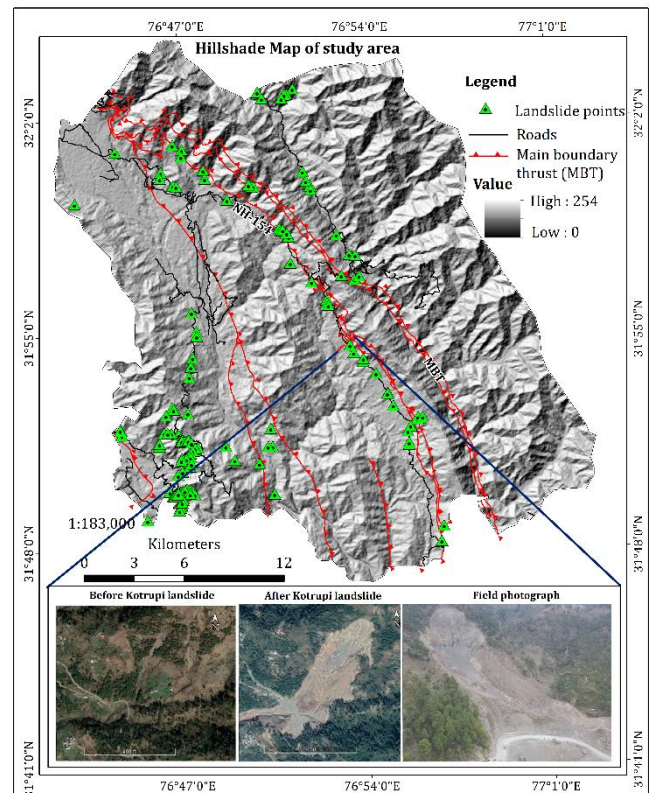 76°47'0"E 76°54'0"E 77°1'0"E
Hillshade Map of study area
32°2'0"N
32°2'0"N
Legend
Landslide points
Roads
Main boundary
thrust (MBT)
Value
High : 254
Low : 0
NH-154
31°55'0"N
31°55'0"N
MBT
1:183,000
Kilometers
0 3 6 12
31°48'0"N
31°48'0"N
Before Kotrupi landslide After Kotrupi landslide Field photograph
N N
31°41'0"N
31°41'0"N
76°47'0"E 76°54'0"E 77°1'0"E